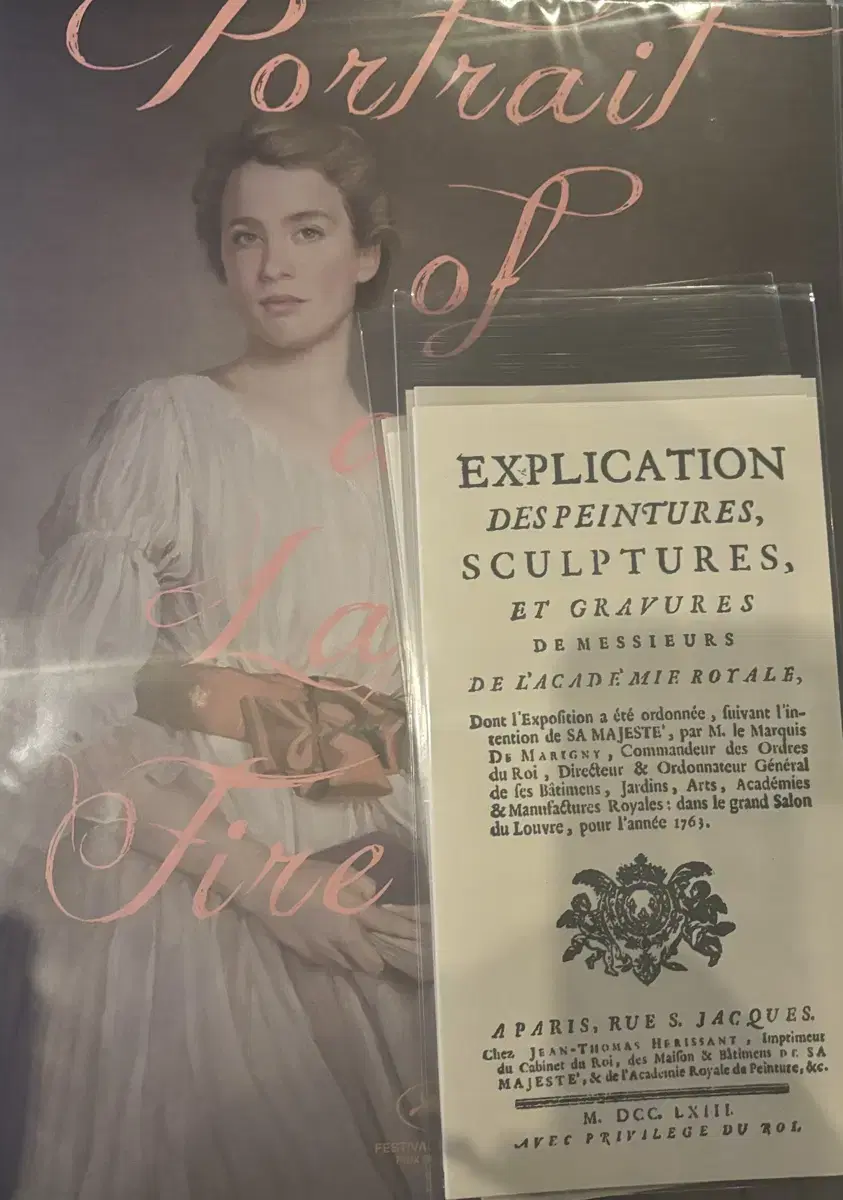 Portrait
of
a
La
Fire
FESTIVA
EXPLICATION
DES PEINTURES,
SCULPTURES,
ET GRAVURES
DE MESSIEURS
DE L'ACADÉMIE ROYALE,
Dont l'Expoſition a été ordonnée, ſuivant l'in-
tention de SA MAJESTE', par M. le Marquis
DE MARIGNY, Commandeur des Ordres
du Roi, Directeur & Ordonnateur Général
de ſes Bâtimens, Jardins, Arts, Académies
& Manufactures Royales : dans le grand Salon
du Louvre, pour l'année 1763.
A PARIS, RUE S. JACQUES.
Chez JEAN-THOMAS HERISSANT, Imprimeur
du Cabinet du Roi, des Maiſon & Bâtimens DE SA
MAJESTE', & de l'Académie Royale de Peinture, &c.
M. DCC. LXIII.
AVEC PRIVILEGE DU ROI.